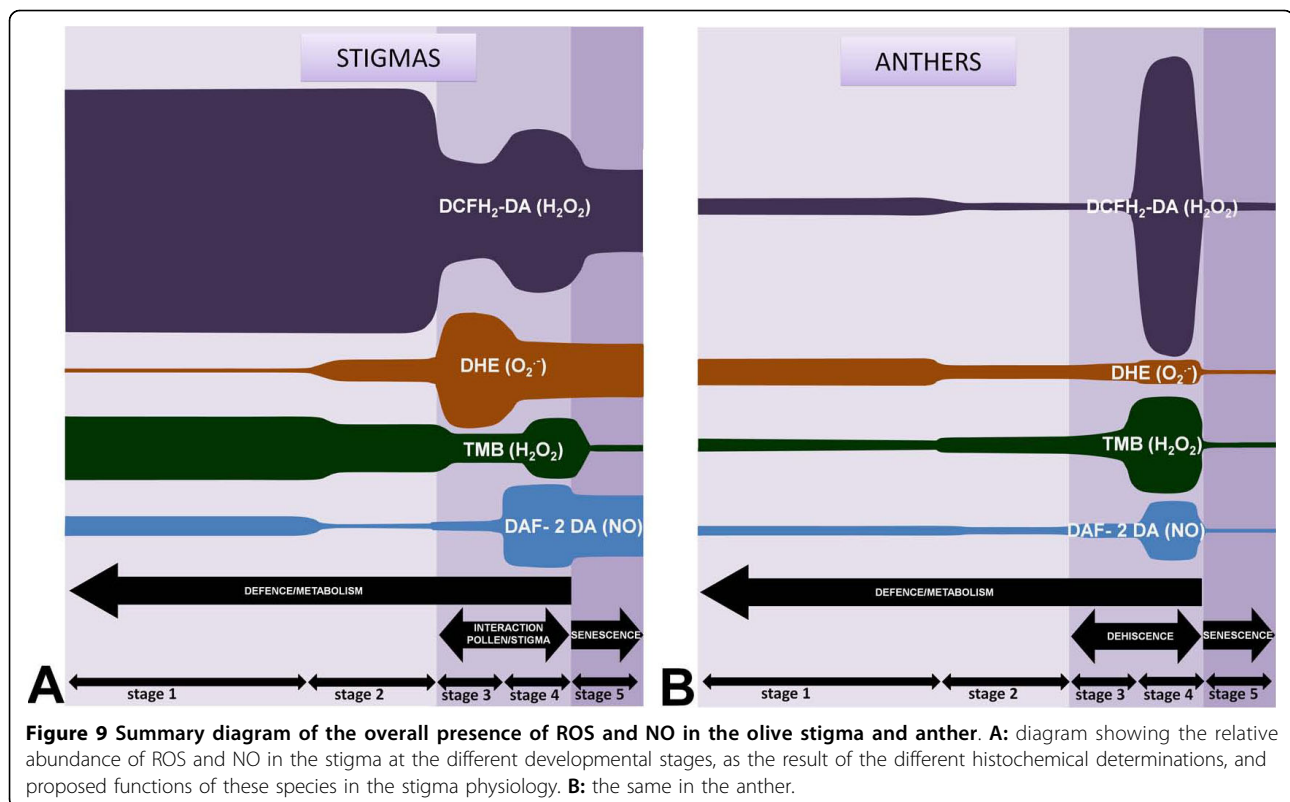 STIGMAS
DCFH₂-DA (H₂O₂)
DHE (O₂·⁻)
TMB (H₂O₂)
DAF- 2 DA (NO)
DEFENCE/METABOLISM
INTERACTION
POLLEN/STIGMA
SENESCENCE
A
stage 1
stage 2
stage 3
stage 4
stage 5
ANTHERS
DCFH₂-DA (H₂O₂)
DHE (O₂·⁻)
TMB (H₂O₂)
DAF- 2 DA (NO)
DEFENCE/METABOLISM
DEHISCENCE
SENESCENCE
B
stage 1
stage 2
stage 3
stage 4
stage 5
Figure 9 Summary diagram of the overall presence of ROS and NO in the olive stigma and anther. A: diagram showing the relative
abundance of ROS and NO in the stigma at the different developmental stages, as the result of the different histochemical determinations, and
proposed functions of these species in the stigma physiology. B: the same in the anther.